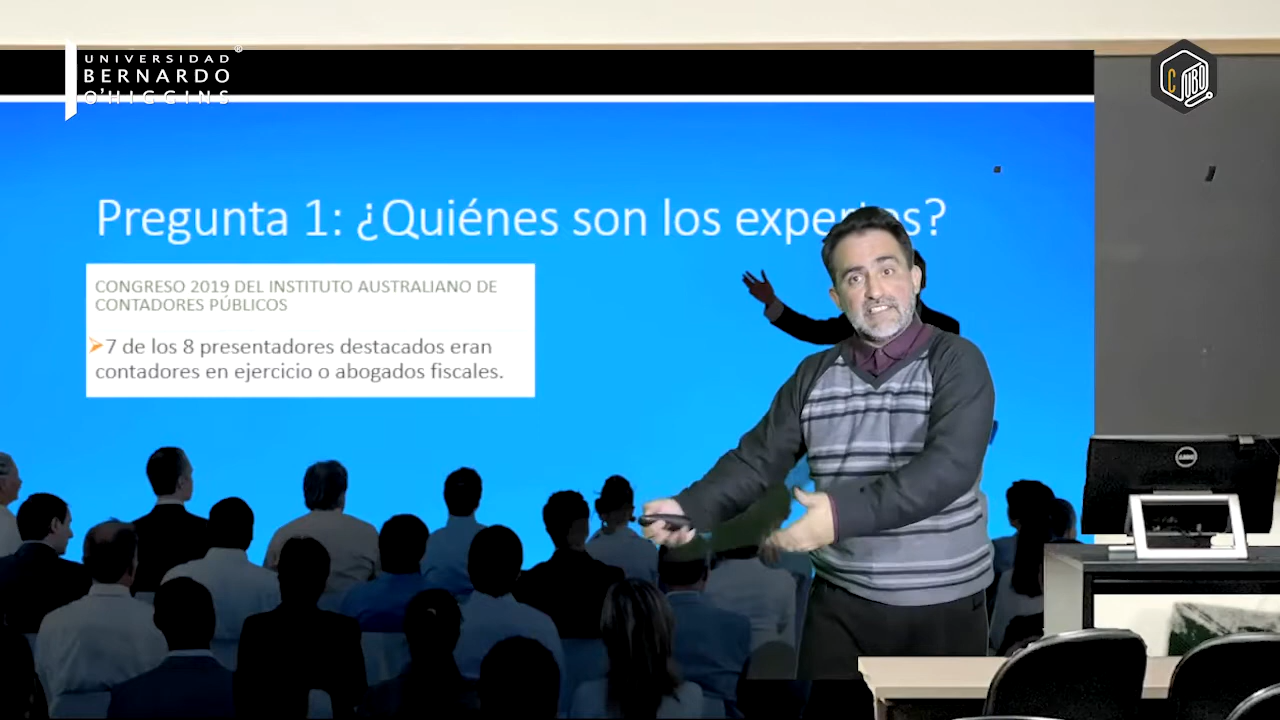 UNIVERSIDAD
BERNARDO
O'HIGGINS
CUBO
Pregunta 1: ¿Quiénes son los expertos?
CONGRESO 2019 DEL INSTITUTO AUSTRALIANO DE
CONTADORES PÚBLICOS
7 de los 8 presentadores destacados eran
contadores en ejercicio o abogados fiscales.